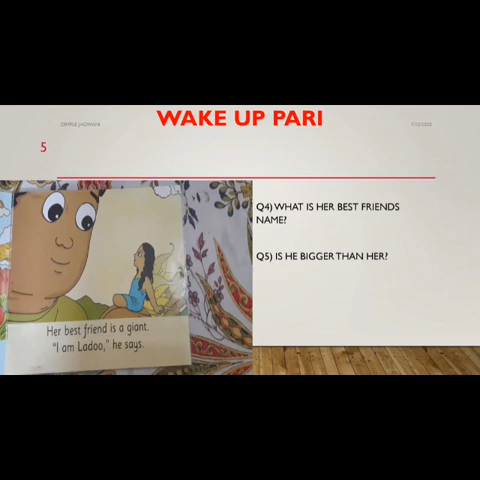 WAKE UP PARI
5
Q4) WHAT IS HER BEST FRIENDS
NAME?
Q5) IS HE BIGGER THAN HER?
Her best friend is a giant.
"I am Ladoo," he says.